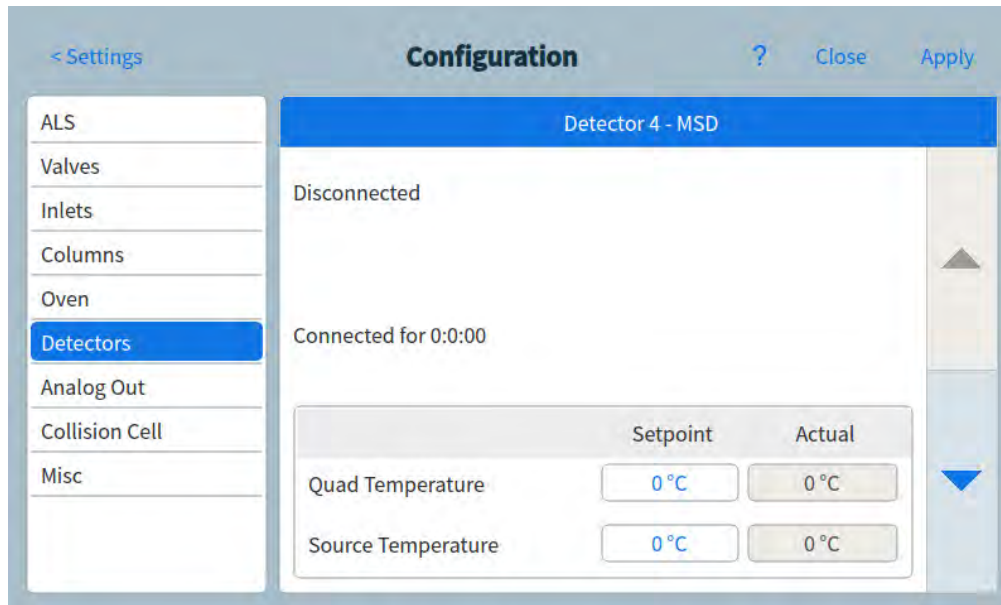 < Settings Configuration ? Close Apply
ALS
Valves
Inlets
Columns
Oven
Detectors
Analog Out
Collision Cell
Misc
Detector 4 - MSD
Disconnected
Connected for 0:0:00
Setpoint Actual
Quad Temperature 0 °C 0 °C
Source Temperature 0 °C 0 °C